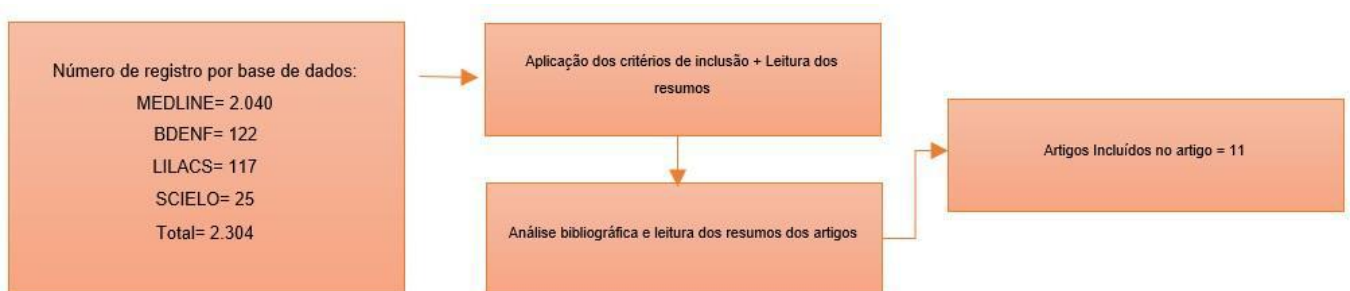 Número de registro por base de dados:
MEDLINE= 2.040
BDENF= 122
LILACS= 117
SCIELO= 25
Total= 2.304
Aplicação dos critérios de inclusão + Leitura dos
resumos
Análise bibliográfica e leitura dos resumos dos artigos
Artigos Incluídos no artigo = 11